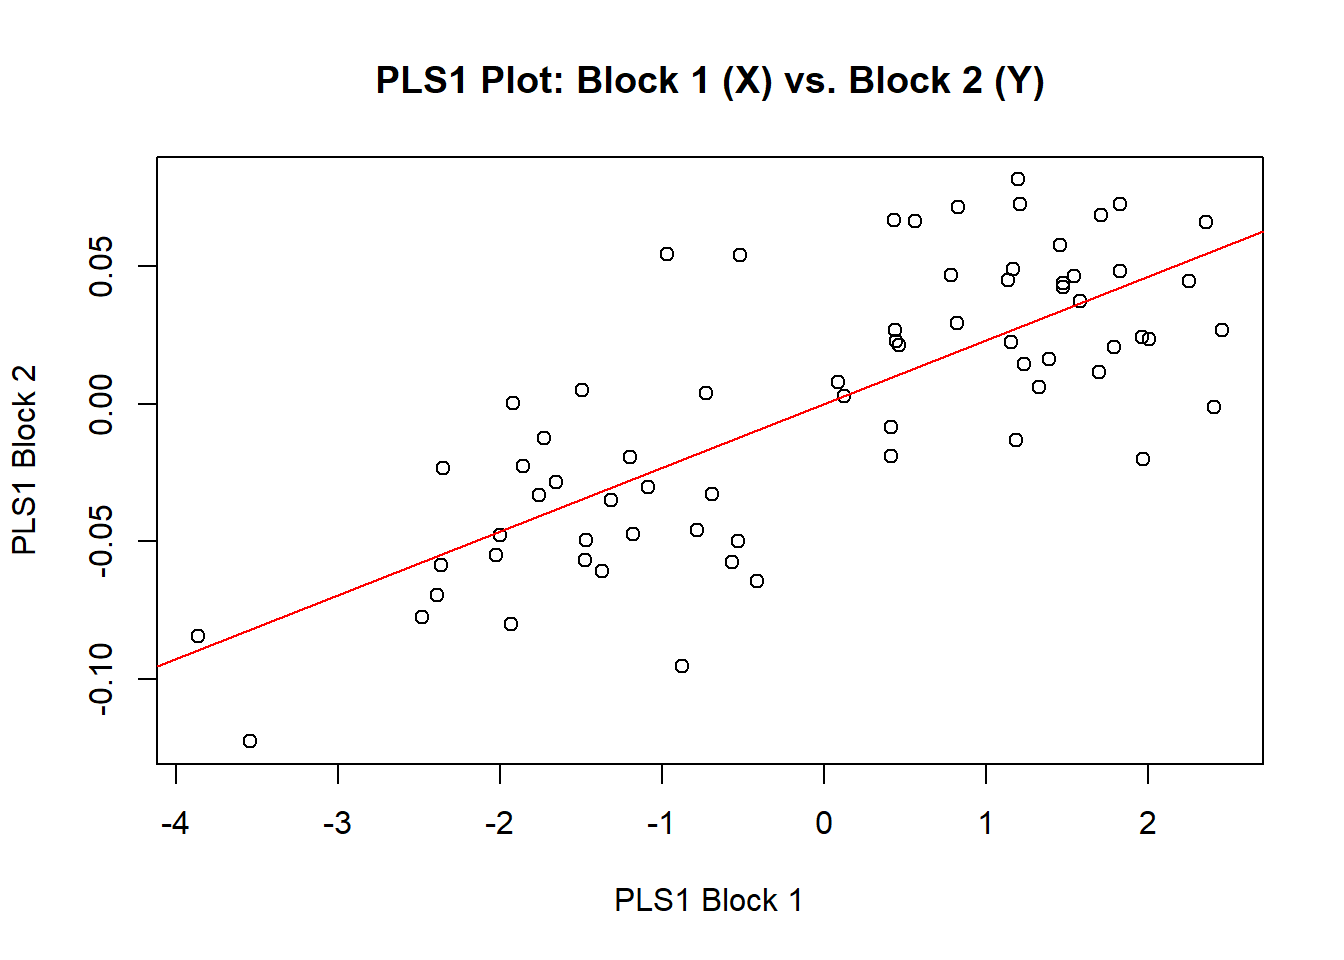 PLS1 Plot: Block 1 (X) vs. Block 2 (Y)
PLS1 Block 2
0.05
0.00
-0.05
-0.10
-4 -3 -2 -1 0 1 2
PLS1 Block 1